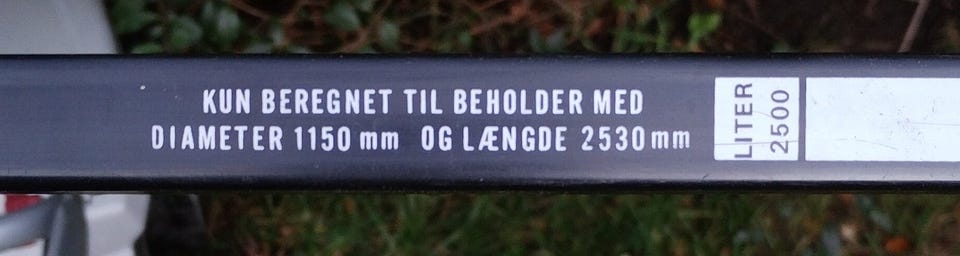 KUN BEREGNET TIL BEHOLDER MED
DIAMETER 1150 mm OG LÆNGDE 2530 mm
LITER
2500